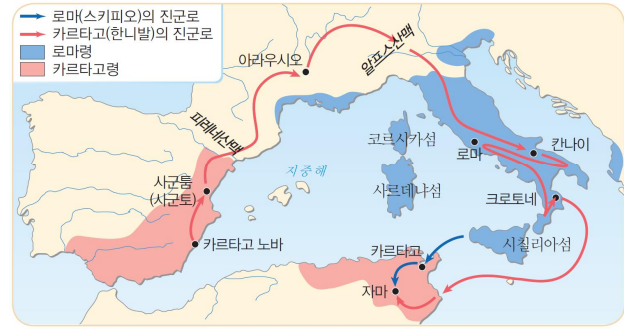 로마(스키피오)의 진군로
카르타고(한니발)의 진군로
로마령
카르타고령
아라우시오
알프스산맥
피레네산맥
코르시카섬
로마
칸나이
지중해
사군툼
(사군토)
사르데냐섬
크로토네
카르타고 노바
카르타고
시칠리아섬
자마